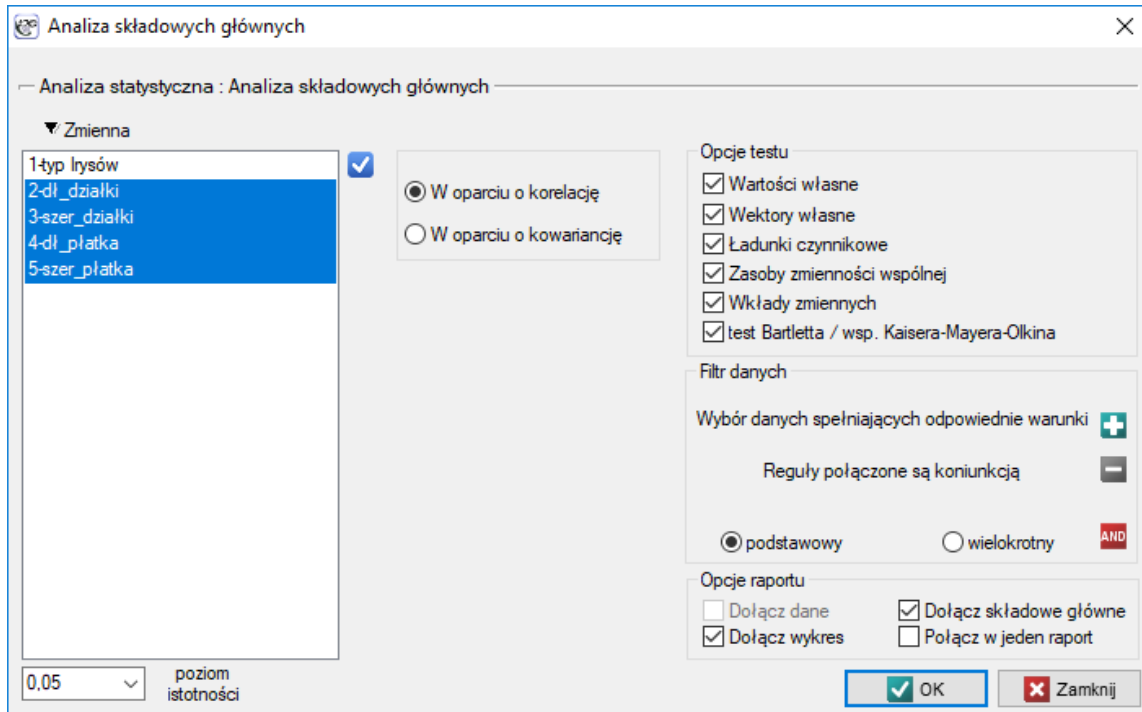 Analiza składowych głównych
Analiza statystyczna : Analiza składowych głównych
Zmienna
1-typ Irysów
2-dł_działki
3-szer_działki
4-dł_płatka
5-szer_płatka
W oparciu o korelację
W oparciu o kowariancję
Opcje testu
Wartości własne
Wektory własne
Ładunki czynnikowe
Zasoby zmienności wspólnej
Wkłady zmiennych
test Bartletta / wsp. Kaisera-Mayera-Olkina
Filtr danych
Wybór danych spełniających odpowiednie warunki
Reguły połączone są koniunkcją
podstawowy wielokrotny AND
Opcje raportu
Dołącz dane Dołącz składowe główne
Dołącz wykres Połącz w jeden raport
0,05 poziom
istotności
OK Zamknij